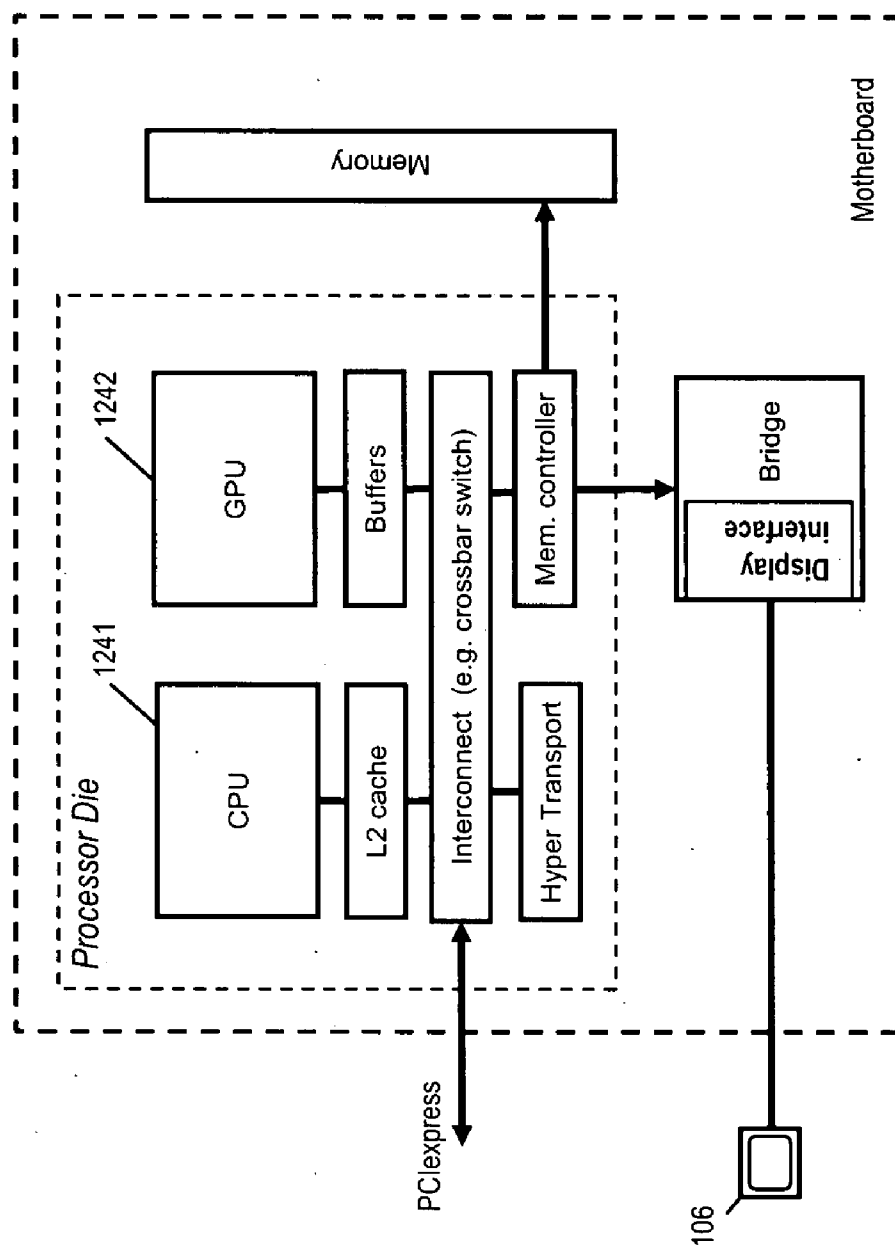 Processor Die
1241
1242
CPU
GPU
L2 cache
Buffers
Memory
Interconnect (e.g. crossbar switch)
PCIexpress
Hyper Transport
Mem. controller
Display
interface
Bridge
106
Motherboard